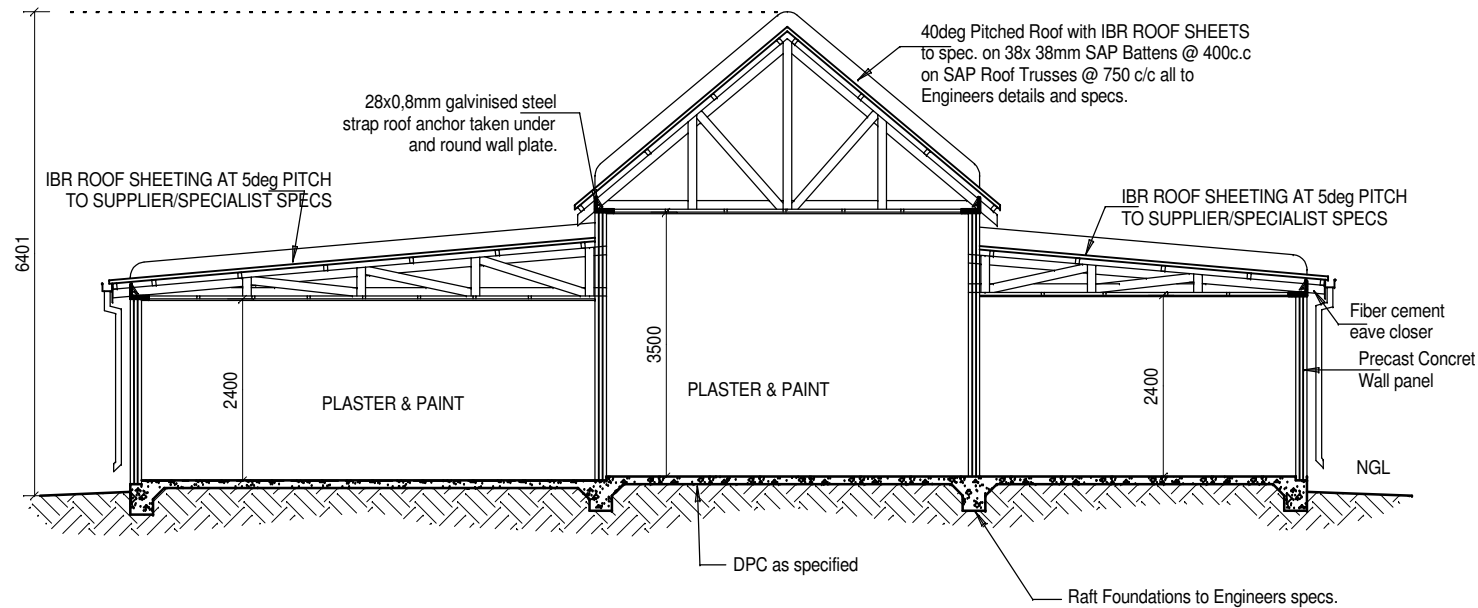 40deg Pitched Roof with IBR ROOF SHEETS
to spec. on 38x 38mm SAP Battens @ 400c.c
on SAP Roof Trusses @ 750 c/c all to
Engineers details and specs.
28x0,8mm galvinised steel
strap roof anchor taken under
and round wall plate.
IBR ROOF SHEETING AT 5deg PITCH
TO SUPPLIER/SPECIALIST SPECS
IBR ROOF SHEETING AT 5deg PITCH
TO SUPPLIER/SPECIALIST SPECS
6401
Fiber cement
eave closer
Precast Concret
Wall panel
2400
PLASTER & PAINT
3500
PLASTER & PAINT
2400
NGL
DPC as specified
Raft Foundations to Engineers specs.